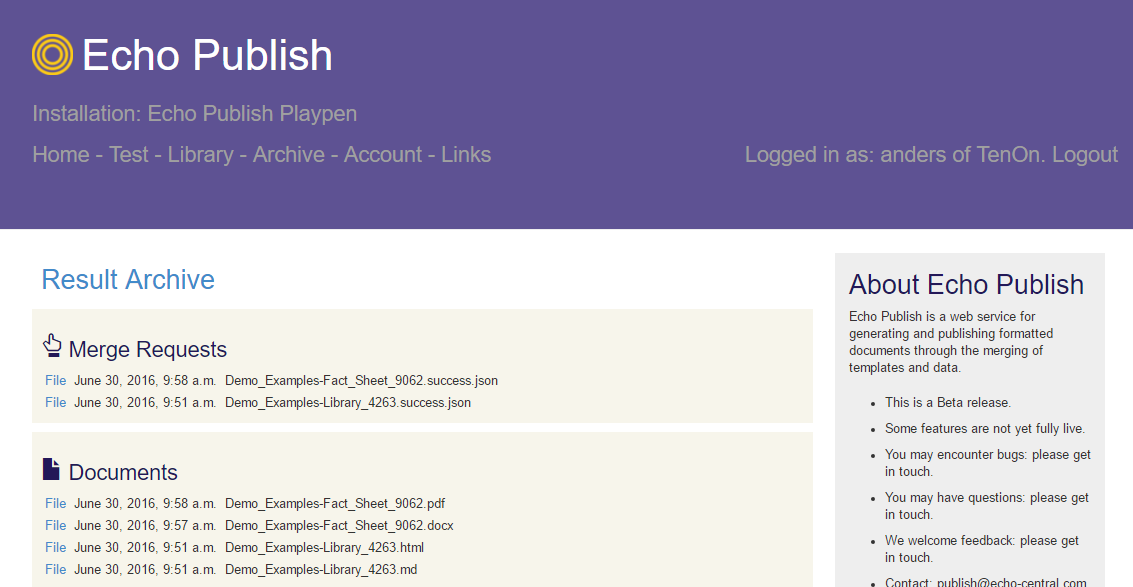 Echo Publish
Installation: Echo Publish Playpen
Home - Test - Library - Archive - Account - Links
Logged in as: anders of TenOn. Logout
Result Archive
Merge Requests
File June 30, 2016, 9:58 a.m. Demo_Examples-Fact_Sheet_9062.success.json
File June 30, 2016, 9:51 a.m. Demo_Examples-Library_4263.success.json
Documents
File June 30, 2016, 9:58 a.m. Demo_Examples-Fact_Sheet_9062.pdf
File June 30, 2016, 9:57 a.m. Demo_Examples-Fact_Sheet_9062.docx
File June 30, 2016, 9:51 a.m. Demo_Examples-Library_4263.html
File June 30, 2016, 9:51 a.m. Demo_Examples-Library_4263.md
About Echo Publish
Echo Publish is a web service for
generating and publishing formatted
documents through the merging of
templates and data.
• This is a Beta release.
• Some features are not yet fully live.
• You may encounter bugs: please get
in touch.
• You may have questions: please get
in touch.
• We welcome feedback: please get
in touch.
• Contact: publish@echo-central.com